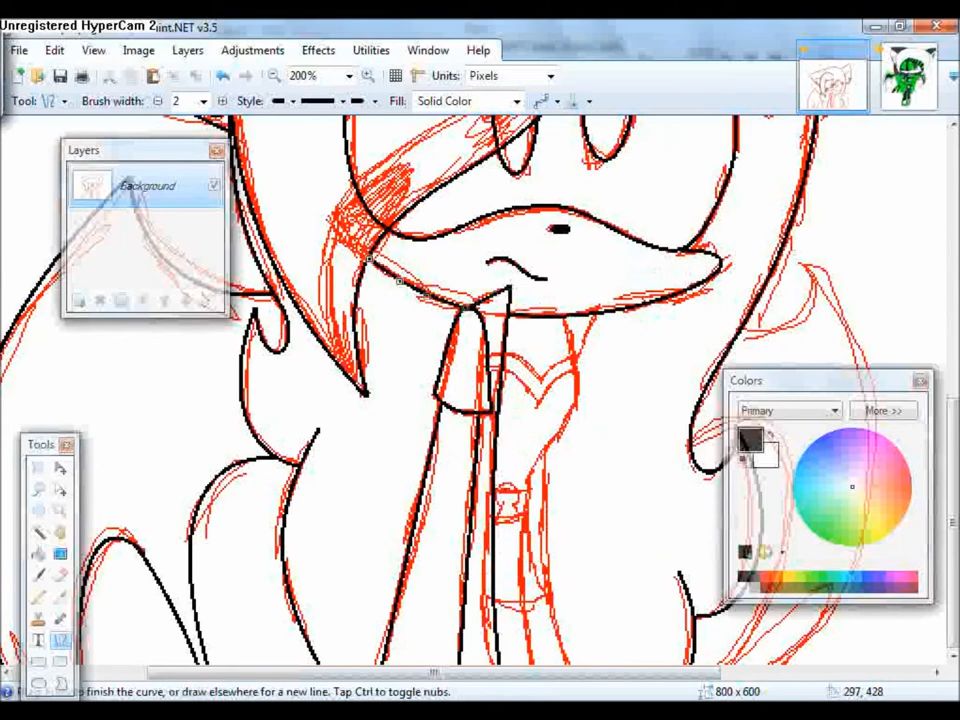 Unregistered HyperCam 2
int.NET v3.5
File Edit View Image Layers Adjustments Effects Utilities Window Help
200% Units: Pixels
Tool: Brush width: 2 Style: Fill: Solid Color
Layers
Background
Colors
Primary More >>
Tools
to finish the curve, or draw elsewhere for a new line. Tap Ctrl to toggle nubs.
800 x 600
297, 428